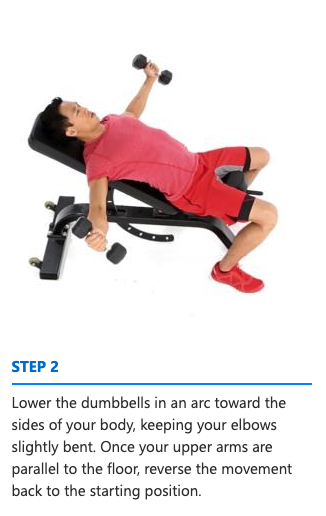 STEP 2
Lower the dumbbells in an arc toward the
sides of your body, keeping your elbows
slightly bent. Once your upper arms are
parallel to the floor, reverse the movement
back to the starting position.